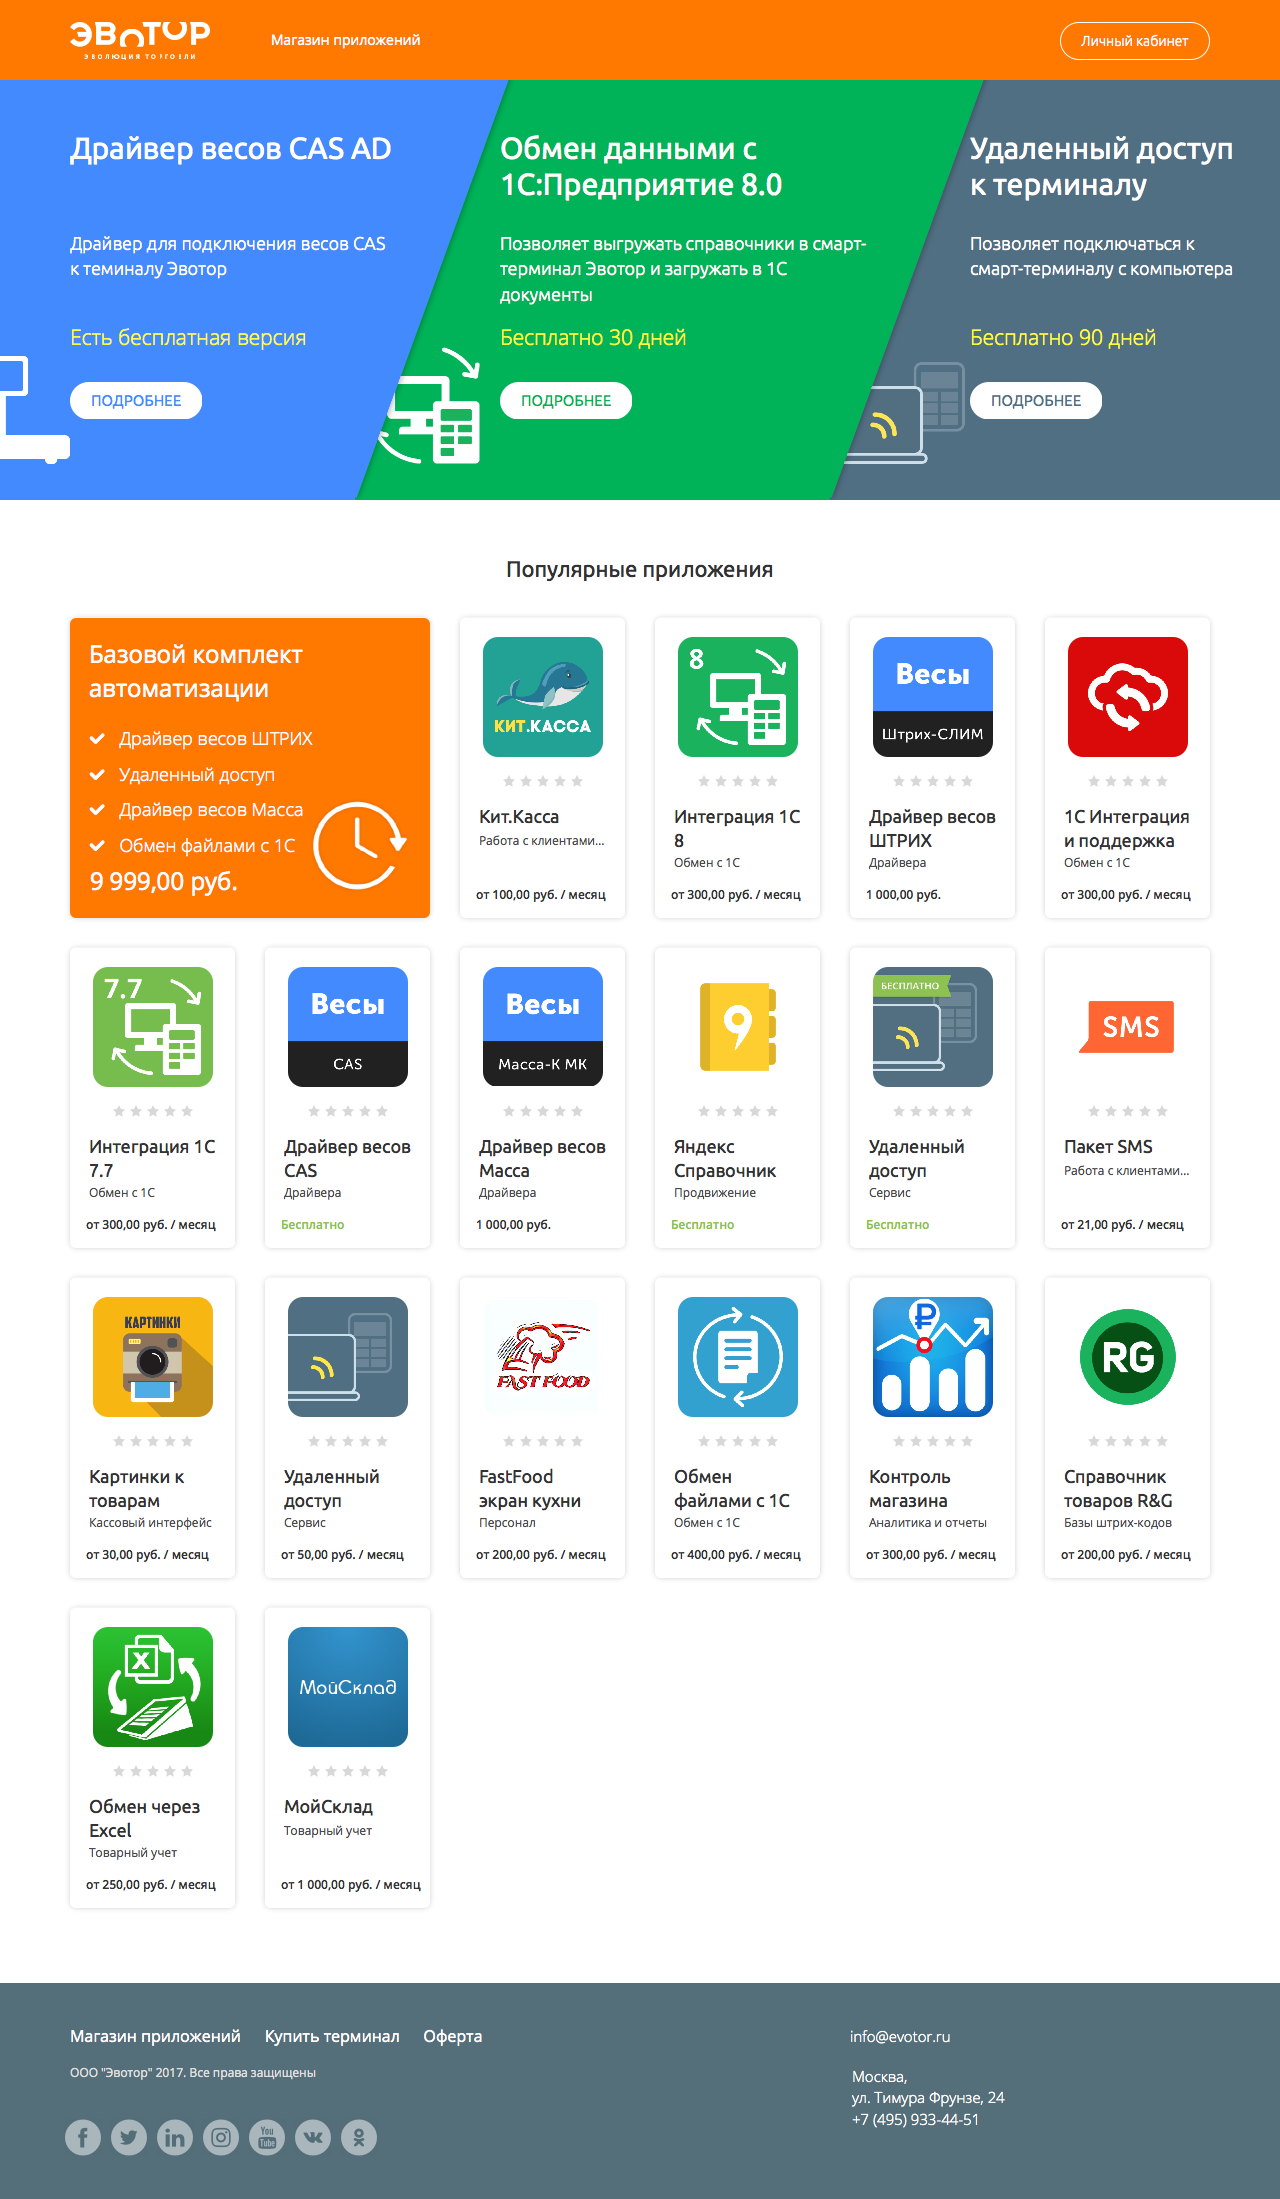 ЭВОТОР
ЭВОЛЮЦИЯ ТОРГОВЛИ
Магазин приложений
Личный кабинет
Драйвер весов CAS AD
Драйвер для подключения весов CAS
к теминалу Эвотор
Есть бесплатная версия
ПОДРОБНЕЕ
Обмен данными с
1С:Предприятие 8.0
Позволяет выгружать справочники в смарт-
терминал Эвотор и загружать в 1С
документы
Бесплатно 30 дней
ПОДРОБНЕЕ
Удаленный доступ
к терминалу
Позволяет подключаться к
смарт-терминалу с компьютера
Бесплатно 90 дней
ПОДРОБНЕЕ
Популярные приложения
Базовой комплект
автоматизации
Драйвер весов ШТРИХ
Удаленный доступ
Драйвер весов Масса
Обмен файлами с 1С
9 999,00 руб.
КИТ.КАССА
Кит.Касса
Работа с клиентами...
от 100,00 руб. / месяц
8
Интеграция 1С
8
Обмен с 1С
от 300,00 руб. / месяц
Весы
Штрих-СЛИМ
Драйвер весов
ШТРИХ
Драйвера
1 000,00 руб.
1С Интеграция
и поддержка
Обмен с 1С
от 300,00 руб. / месяц
7.7
Интеграция 1С
7.7
Обмен с 1С
от 300,00 руб. / месяц
Весы
CAS
Драйвер весов
CAS
Драйвера
Бесплатно
Весы
Масса-К МК
Драйвер весов
Масса
Драйвера
1 000,00 руб.
Яндекс
Справочник
Продвижение
Бесплатно
БЕСПЛАТНО
Удаленный
доступ
Сервис
Бесплатно
SMS
Пакет SMS
Работа с клиентами...
от 21,00 руб. / месяц
КАРТИНКИ
Картинки к
товарам
Кассовый интерфейс
от 30,00 руб. / месяц
Удаленный
доступ
Сервис
от 50,00 руб. / месяц
FAST FOOD
FastFood
экран кухни
Персонал
от 200,00 руб. / месяц
Обмен
файлами с 1С
Обмен с 1С
от 400,00 руб. / месяц
₽
Контроль
магазина
Аналитика и отчеты
от 300,00 руб. / месяц
RG
Справочник
товаров R&G
Базы штрих-кодов
от 200,00 руб. / месяц
X
Обмен через
Excel
Товарный учет
от 250,00 руб. / месяц
МойСклад
МойСклад
Товарный учет
от 1 000,00 руб. / месяц
Магазин приложений
Купить терминал
Оферта
ООО "Эвотор" 2017. Все права защищены
You
Tube
info@evotor.ru
Москва,
ул. Тимура Фрунзе, 24
+7 (495) 933-44-51